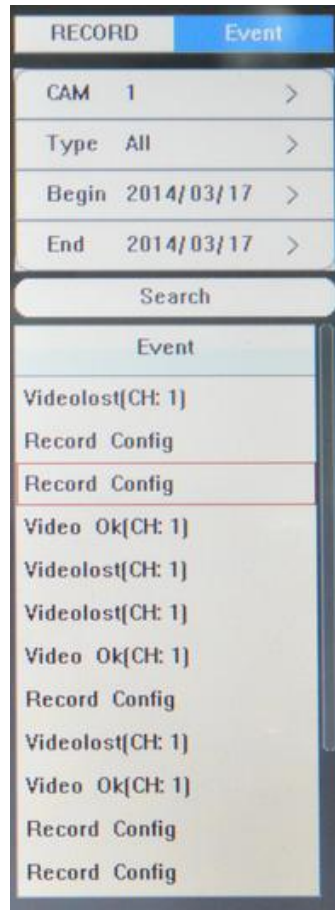 RECORD Event
CAM 1 >
Type All >
Begin 2014/03/17 >
End 2014/03/17 >
Search
Event
Videolost(CH: 1)
Record Config
Record Config
Video Ok(CH: 1)
Videolost(CH: 1)
Videolost(CH: 1)
Video Ok(CH: 1)
Record Config
Videolost(CH: 1)
Video Ok(CH: 1)
Record Config
Record Config